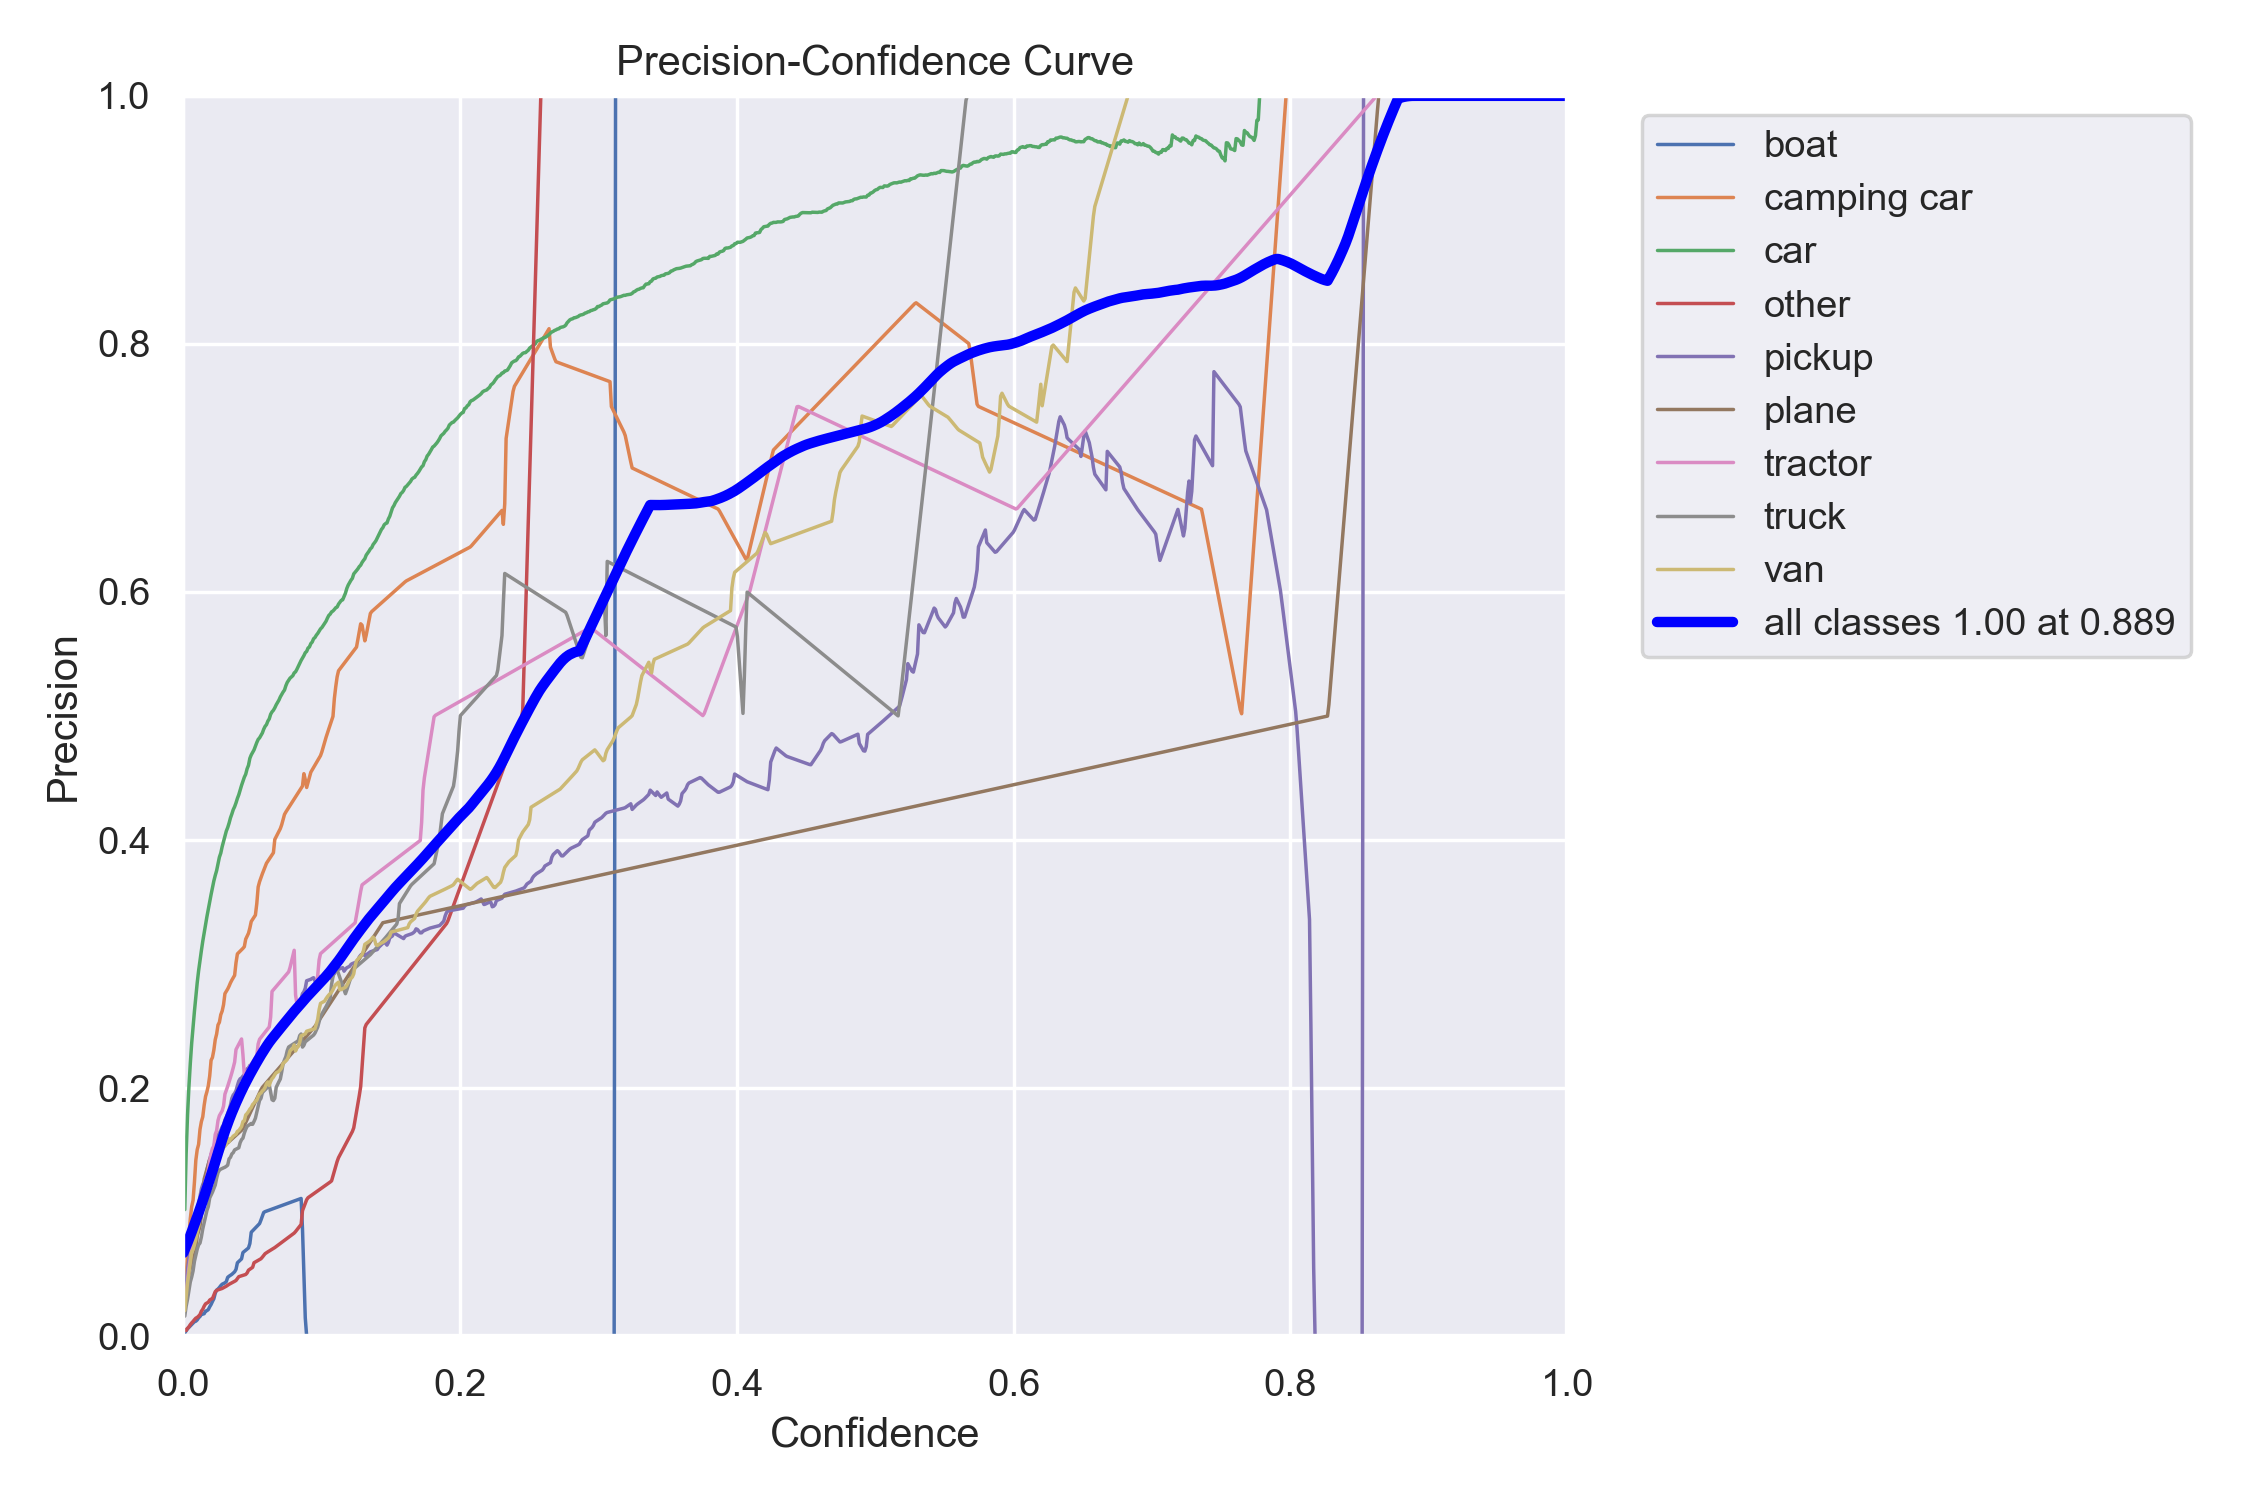 Precision-Confidence Curve
1.0
0.8
0.6
0.4
0.2
0.0
Precision
0.0 0.2 0.4 0.6 0.8 1.0
Confidence
boat
camping car
car
other
pickup
plane
tractor
truck
van
all classes 1.00 at 0.889